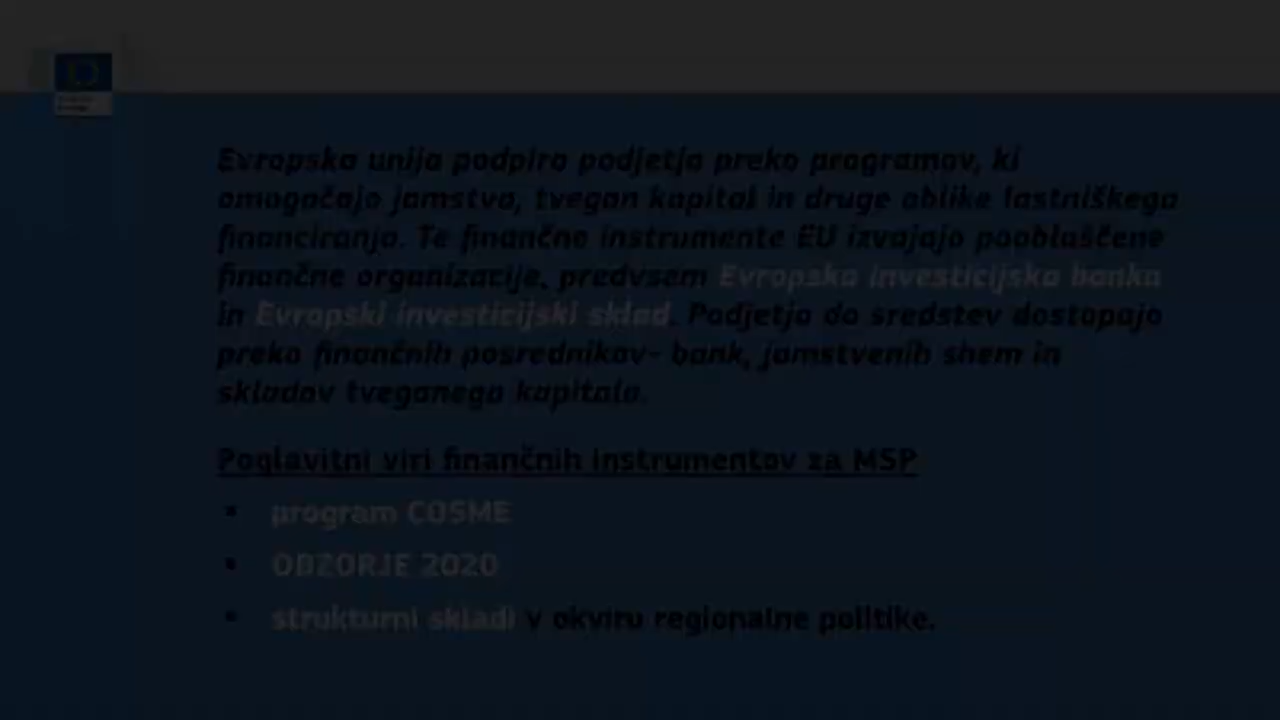 Evropska unija podpira podjetja preko programov, ki
omogočajo jamstva, tvegan kapital in druge oblike lastniškega
financiranja. Te finančne instrumente EU izvajajo pooblaščene
finančne organizacije, predvsem Evropska investicijska banka
in Evropski investicijski sklad. Podjetja do sredstev dostopajo
preko finančnih posrednikov- bank, jamstvenih shem in
skladov tveganega kapitala.
Poglavitni viri finančnih instrumentov za MSP
▪ program COSME
▪ OBZORJE 2020
▪ strukturni skladi v okviru regionalne politike.